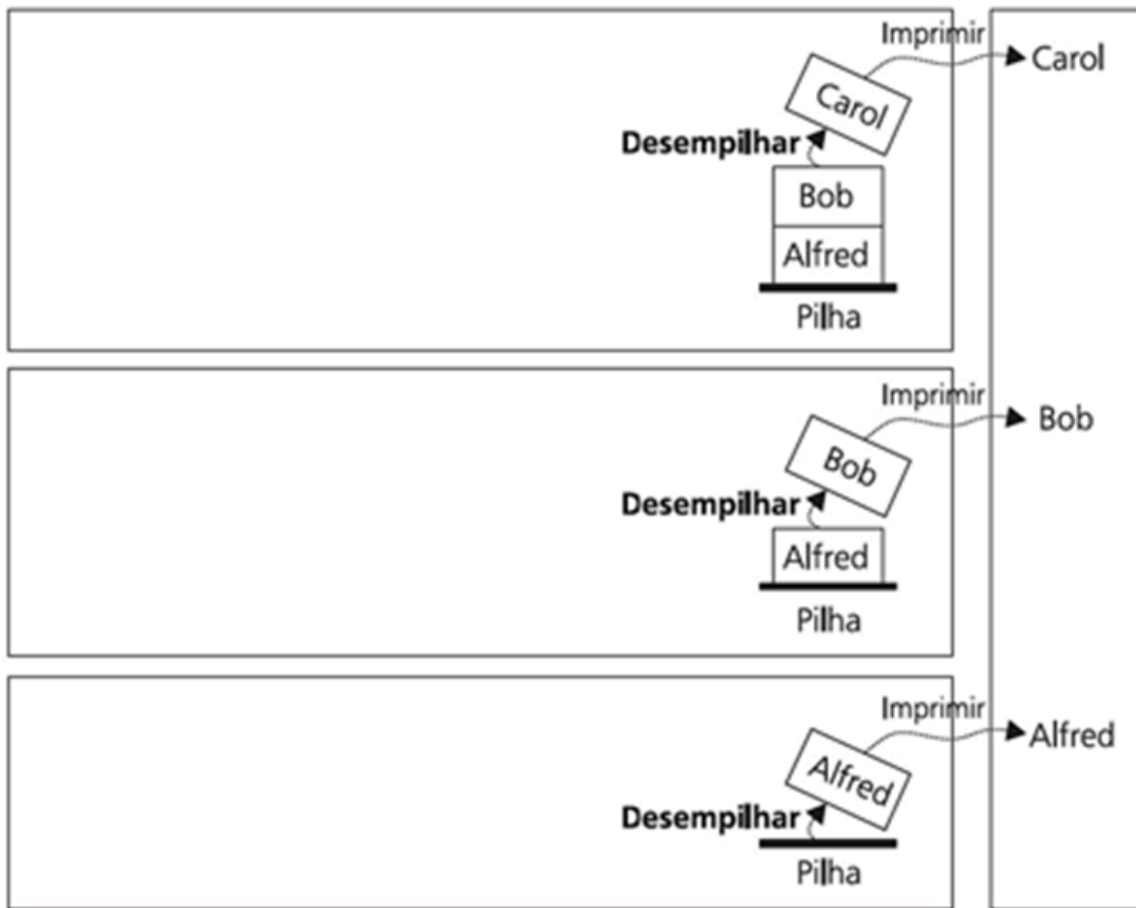 Imprimir
Carol
Carol
Desempilhar
Bob
Alfred
Pilha
Imprimir
Bob
Bob
Desempilhar
Alfred
Pilha
Imprimir
Alfred
Alfred
Desempilhar
Pilha